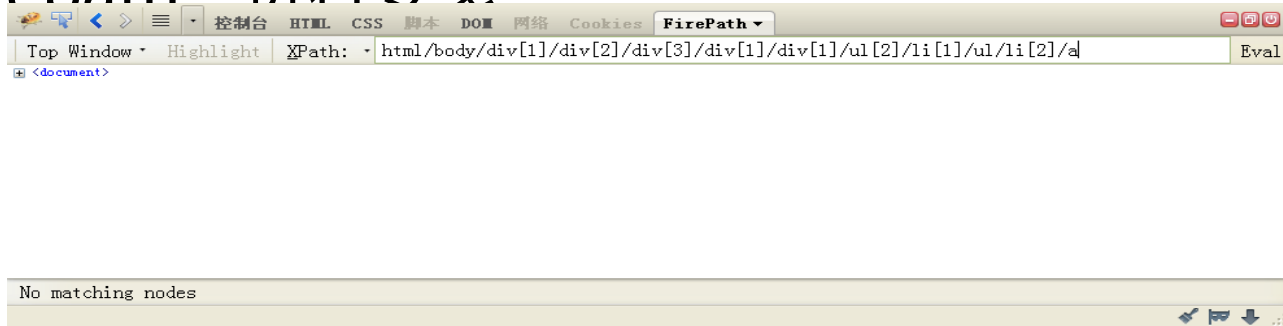 控制台 HTML CSS 脚本 DOM 网络 Cookies FirePath
Top Window Highlight XPath: html/body/div[1]/div[2]/div[3]/div[1]/div[1]/ul[2]/li[1]/ul/li[2]/a Eval
<document>
No matching nodes